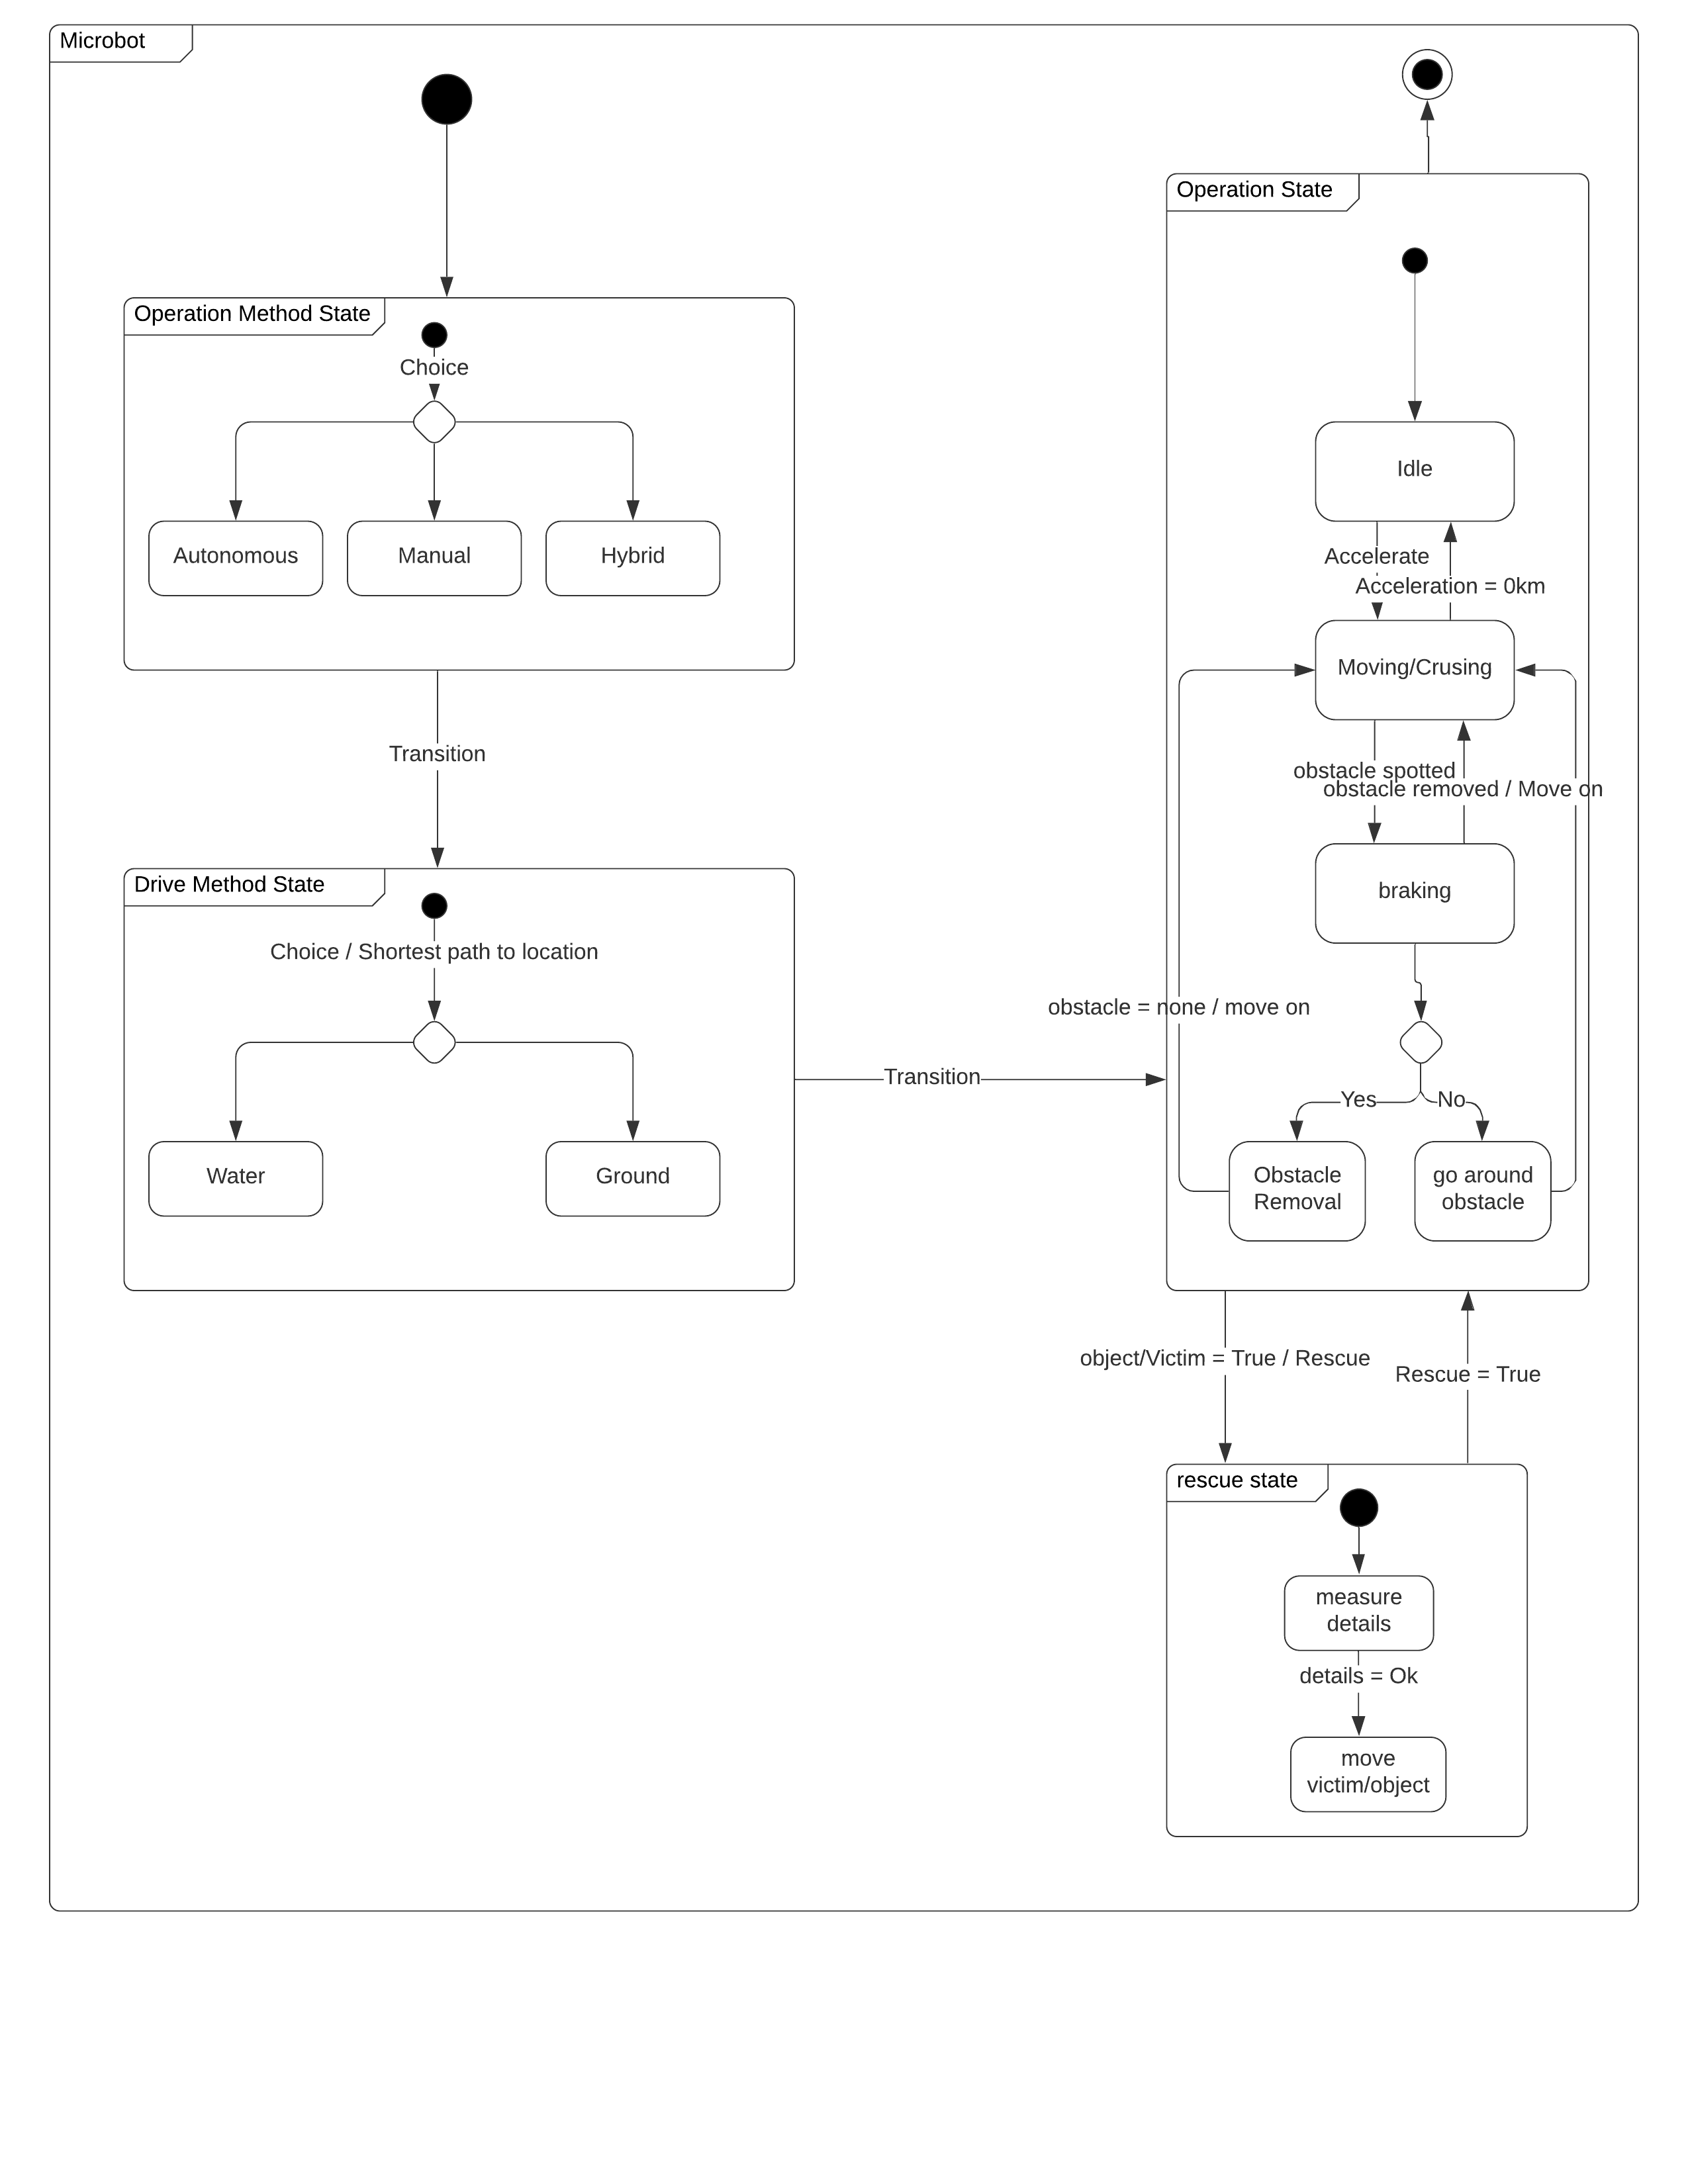 Microbot
Operation Method State
Choice
Autonomous
Manual
Hybrid
Transition
Drive Method State
Choice / Shortest path to location
Water
Ground
Transition
Operation State
Idle
Accelerate
Acceleration = 0km
Moving/Crusing
obstacle spotted
obstacle removed / Move on
braking
obstacle = none / move on
Yes
No
Obstacle
Removal
go around
obstacle
object/Victim = True / Rescue
Rescue = True
rescue state
measure
details
details = Ok
move
victim/object